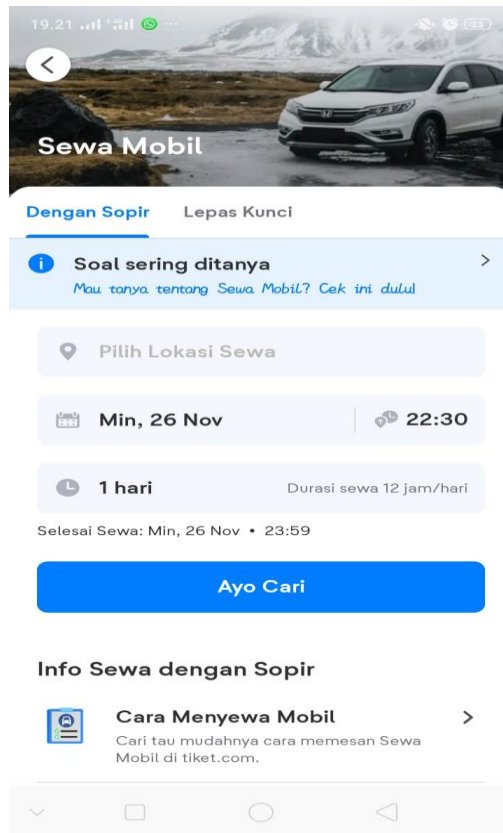 19.21
23
Sewa Mobil
Dengan Sopir Lepas Kunci
Soal sering ditanya
Mau tanya tentang Sewa Mobil? Cek ini dulu!
Pilih Lokasi Sewa
Min, 26 Nov 22:30
1 hari Durasi sewa 12 jam/hari
Selesai Sewa: Min, 26 Nov • 23:59
Ayo Cari
Info Sewa dengan Sopir
Cara Menyewa Mobil
Cari tau mudahnya cara memesan Sewa
Mobil di tiket.com.